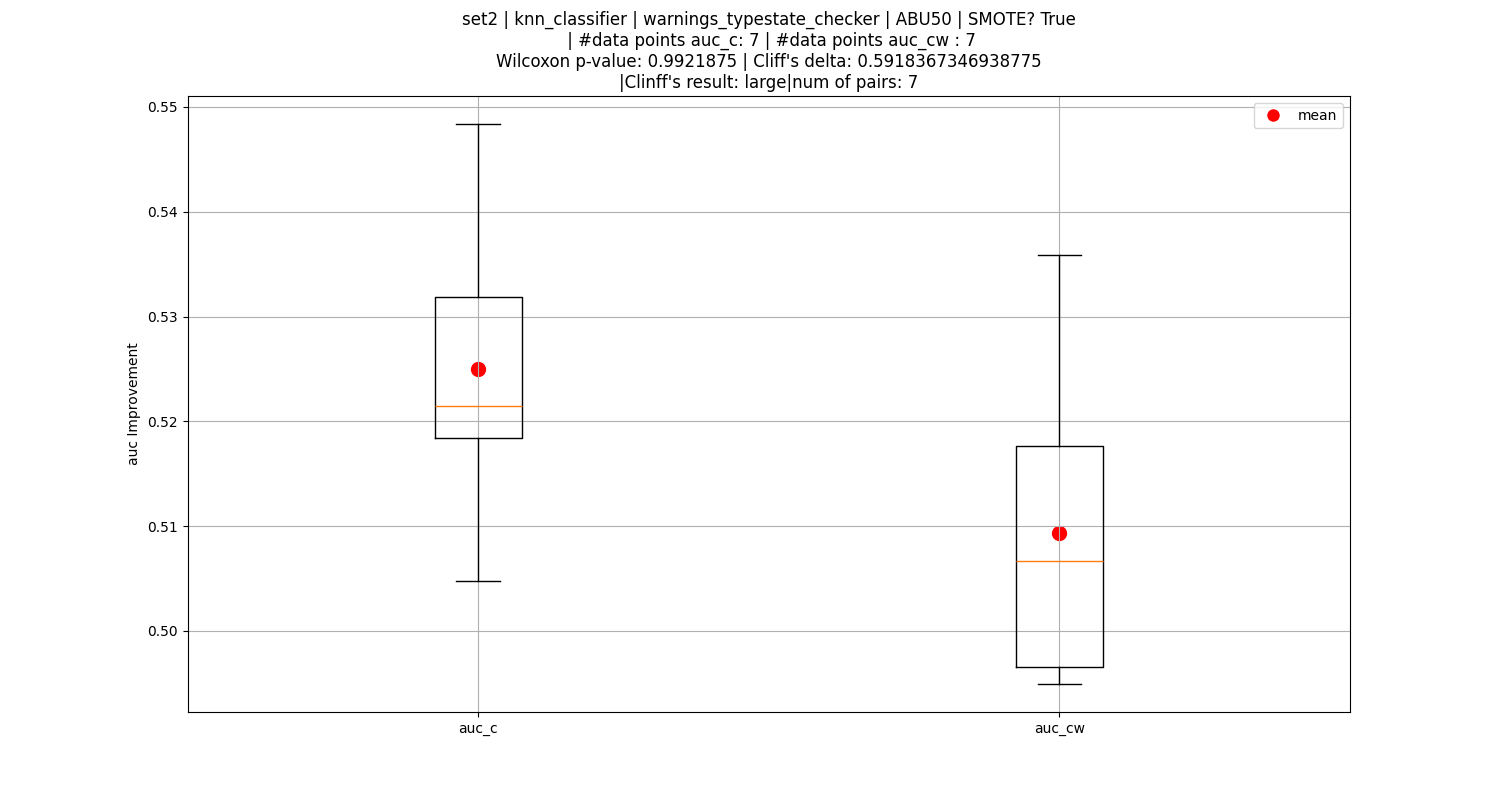 set2 | knn_classifier | warnings_typestate_checker | ABU50 | SMOTE? True
| #data points auc_c: 7 | #data points auc_cw : 7
Wilcoxon p-value: 0.9921875 | Cliff's delta: 0.5918367346938775
|Clinff's result: large|num of pairs: 7
mean
0.55
0.54
0.53
0.52
0.51
0.50
auc Improvement
auc_c
auc_cw